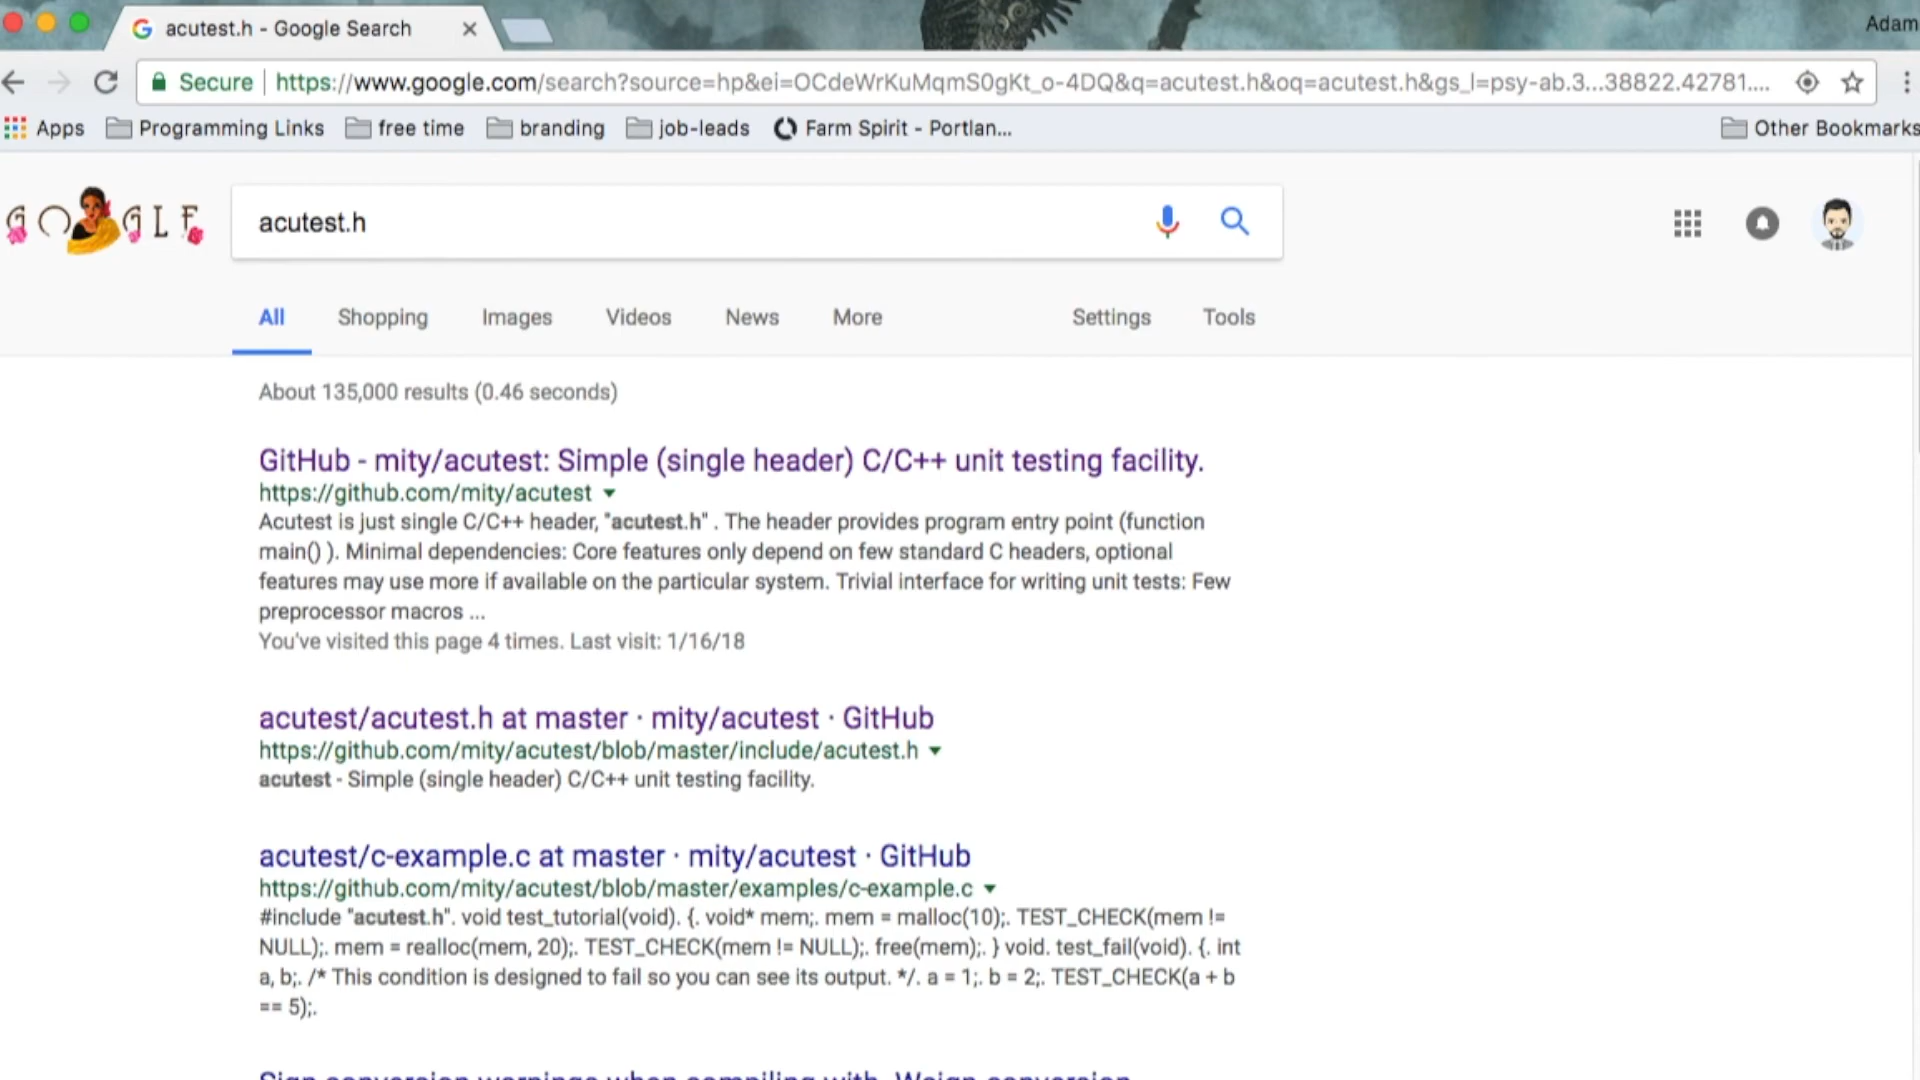 acutest.h - Google Search
Adam
Secure
https://www.google.com/search?source=hp&ei=OCdeWrKuMqmS0gKt_o-4DQ&q=acutest.h&oq=acutest.h&gs_l=psy-ab.3...38822.42781....
Apps
Programming Links
free time
branding
job-leads
Farm Spirit - Portlan...
Other Bookmarks
GOOGLE
acutest.h
All
Shopping
Images
Videos
News
More
Settings
Tools
About 135,000 results (0.46 seconds)
GitHub - mity/acutest: Simple (single header) C/C++ unit testing facility.
https://github.com/mity/acutest
Acutest is just single C/C++ header, "acutest.h" . The header provides program entry point (function
main() ). Minimal dependencies: Core features only depend on few standard C headers, optional
features may use more if available on the particular system. Trivial interface for writing unit tests: Few
preprocessor macros ...
You've visited this page 4 times. Last visit: 1/16/18
acutest/acutest.h at master · mity/acutest · GitHub
https://github.com/mity/acutest/blob/master/include/acutest.h
acutest - Simple (single header) C/C++ unit testing facility.
acutest/c-example.c at master · mity/acutest · GitHub
https://github.com/mity/acutest/blob/master/examples/c-example.c
#include "acutest.h". void test_tutorial(void). {. void* mem;. mem = malloc(10);. TEST_CHECK(mem !=
NULL);. mem = realloc(mem, 20);. TEST_CHECK(mem != NULL);. free(mem);. } void. test_fail(void). {. int
a, b;. /* This condition is designed to fail so you can see its output. */. a = 1;. b = 2;. TEST_CHECK(a + b
== 5);.
Sign conversion warnings when compiling with -Wsign-conversion